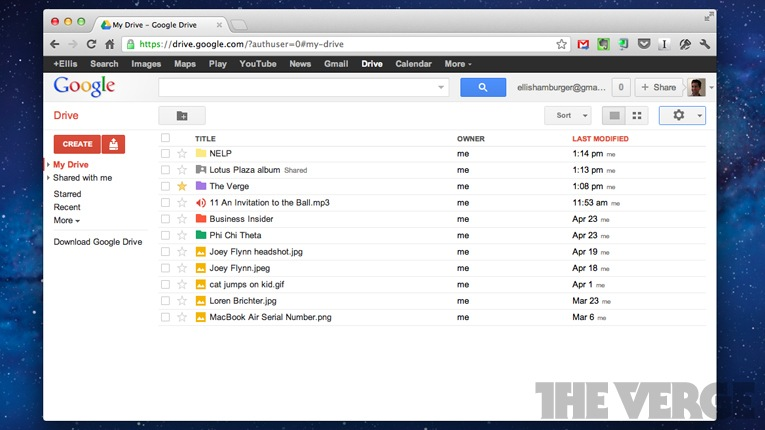 My Drive – Google Drive
https://drive.google.com/?authuser=0#my-drive
+Ellis Search Images Maps Play YouTube News Gmail Drive Calendar More
Google ellishamburger@gma... 0 + Share
Drive Sort
CREATE
TITLE OWNER LAST MODIFIED
My Drive
Shared with me
Starred
Recent
More
Download Google Drive
NELP me 1:14 pm me
Lotus Plaza album Shared me 1:13 pm me
The Verge me 1:08 pm me
11 An Invitation to the Ball.mp3 me 11:53 am me
Business Insider me Apr 23 me
Phi Chi Theta me Apr 23 me
Joey Flynn headshot.jpg me Apr 19 me
Joey Flynn.jpeg me Apr 18 me
cat jumps on kid.gif me Apr 1 me
Loren Brichter.jpg me Mar 23 me
MacBook Air Serial Number.png me Mar 6 me
THE VERGE